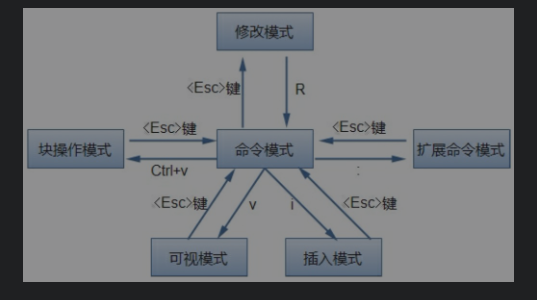 修改模式
<Esc>键
R
<Esc>键
<Esc>键
块操作模式
命令模式
扩展命令模式
Ctrl+v
:
<Esc>键
v
i
<Esc>键
可视模式
插入模式